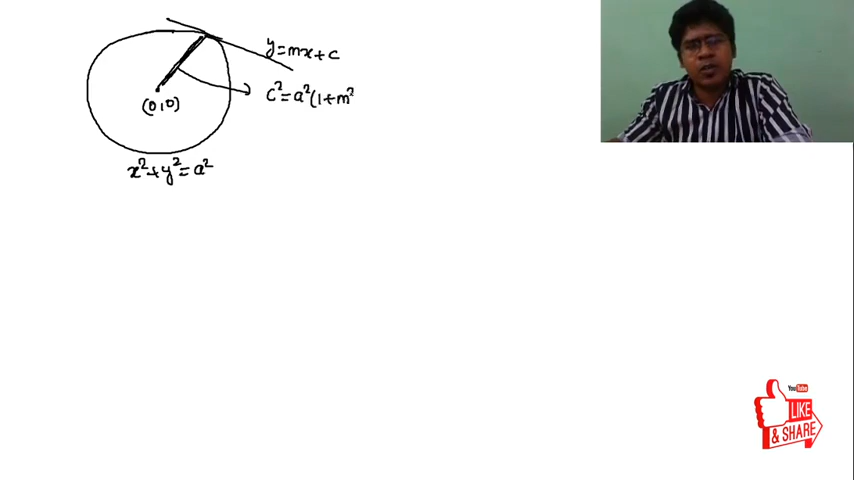 y=mx+c
c²=a²(1+m²
(0,0)
x²+y²=a²
YouTube
LIKE
& SHARE